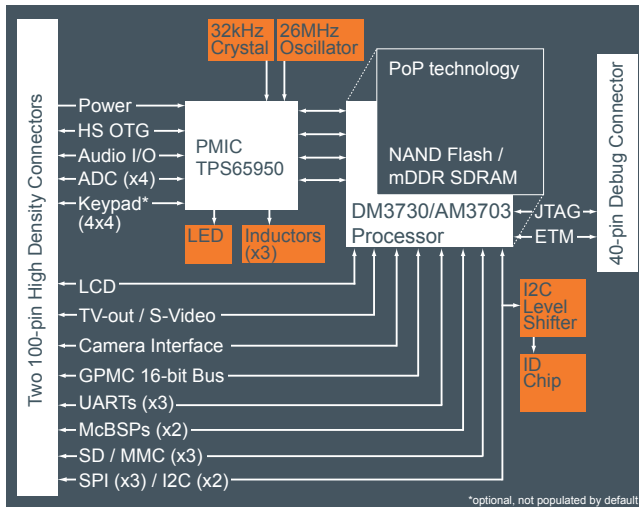 32kHz
Crystal
26MHz
Oscillator
PoP technology
NAND Flash /
mDDR SDRAM
Two 100-pin High Density Connectors
Power
HS OTG
Audio I/O
ADC (x4)
Keypad*
(4x4)
PMIC
TPS65950
LED
Inductors
(x3)
DM3730/AM3703
Processor
JTAG
ETM
40-pin Debug Connector
LCD
TV-out / S-Video
Camera Interface
GPMC 16-bit Bus
UARTs (x3)
McBSPs (x2)
SD / MMC (x3)
SPI (x3) / I2C (x2)
I2C
Level
Shifter
ID
Chip
*optional, not populated by default